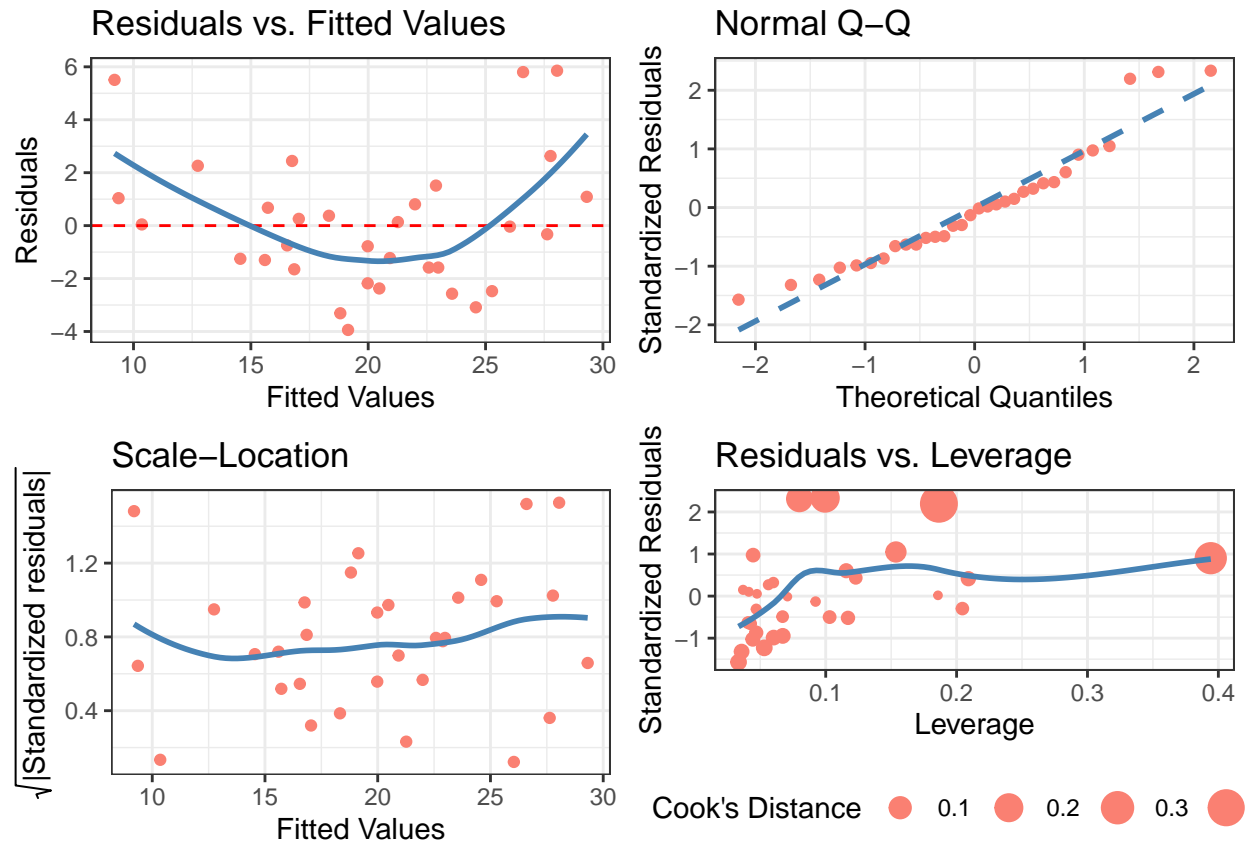 Residuals vs. Fitted Values
6
4
2
0
−2
−4
Residuals
10
15
20
25
30
Fitted Values
Normal Q−Q
2
1
0
−1
−2
Standardized Residuals
−2
−1
0
1
2
Theoretical Quantiles
Scale−Location
1.2
0.8
0.4
√|Standardized residuals|
10
15
20
25
30
Fitted Values
Residuals vs. Leverage
2
1
0
−1
Standardized Residuals
0.1
0.2
0.3
0.4
Leverage
Cook's Distance 0.1 0.2 0.3